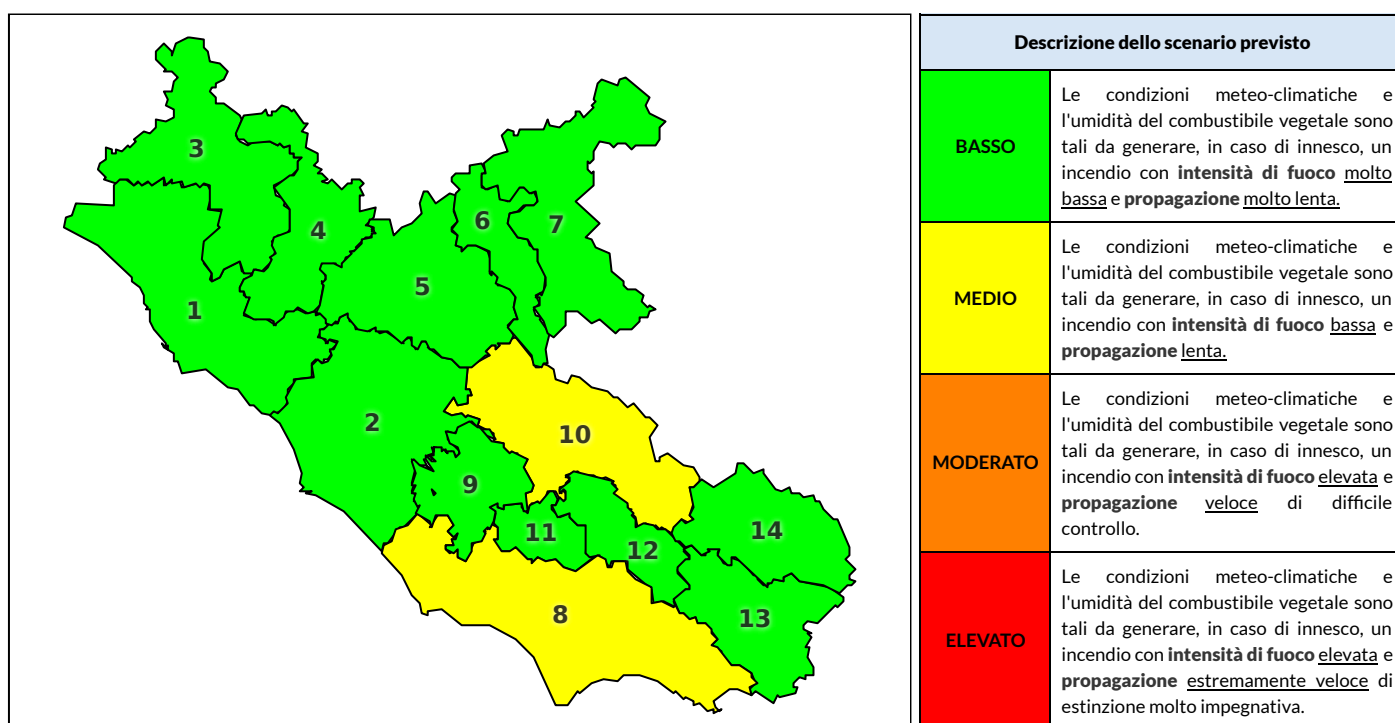 3
4
6
7
5
1
2
10
9
11
12
14
8
13
Descrizione dello scenario previsto
BASSO
Le condizioni meteo-climatiche e
l'umidità del combustibile vegetale sono
tali da generare, in caso di innesco, un
incendio con intensità di fuoco molto
bassa e propagazione molto lenta.
MEDIO
Le condizioni meteo-climatiche e
l'umidità del combustibile vegetale sono
tali da generare, in caso di innesco, un
incendio con intensità di fuoco bassa e
propagazione lenta.
MODERATO
Le condizioni meteo-climatiche e
l'umidità del combustibile vegetale sono
tali da generare, in caso di innesco, un
incendio con intensità di fuoco elevata e
propagazione veloce di difficile
controllo.
ELEVATO
Le condizioni meteo-climatiche e
l'umidità del combustibile vegetale sono
tali da generare, in caso di innesco, un
incendio con intensità di fuoco elevata e
propagazione estremamente veloce di
estinzione molto impegnativa.